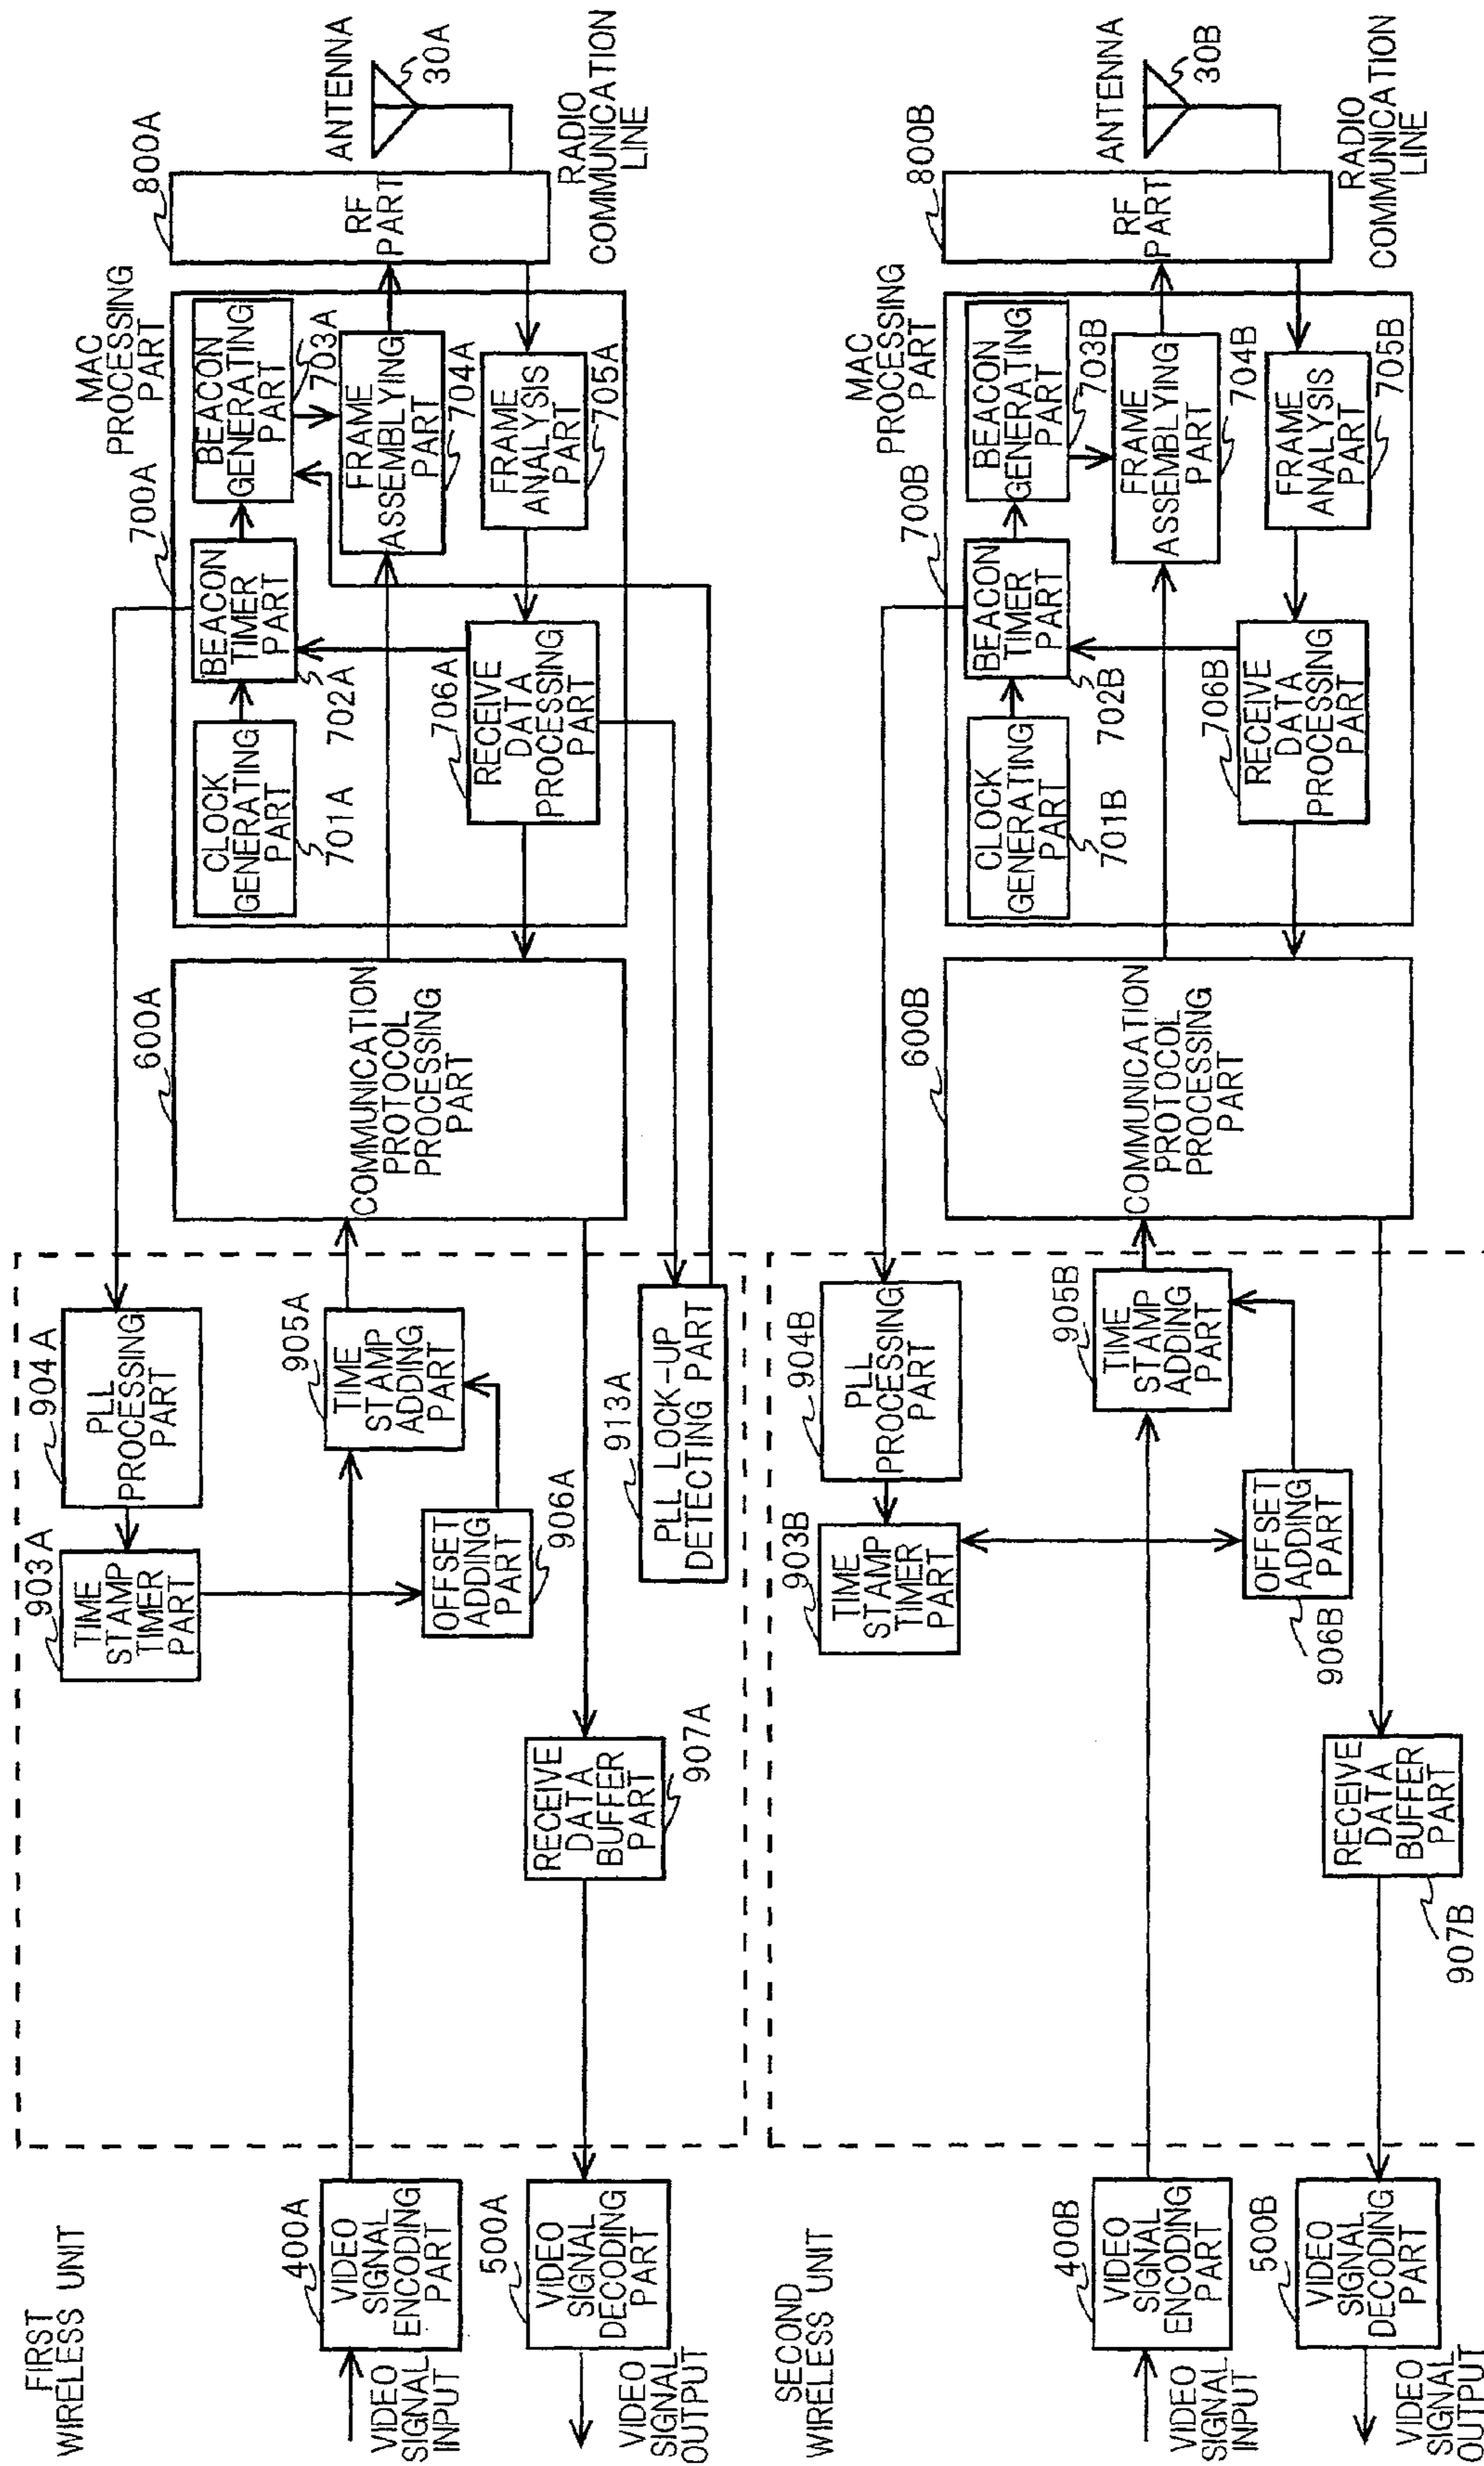 FIRST
WIRELESS UNIT
VIDEO
SIGNAL
INPUT
400A
VIDEO
SIGNAL
ENCODING
PART
VIDEO
SIGNAL
OUTPUT
500A
VIDEO
SIGNAL
DECODING
PART
903A
TIME
STAMP
TIMER
PART
904A
PLL
PROCESSING
PART
905A
TIME
STAMP
ADDING
PART
OFFSET
ADDING
PART
906A
RECEIVE
DATA
BUFFER
PART
907A
913A
PLL LOCK-UP
DETECTING PART
600A
COMMUNICATION
PROTOCOL
PROCESSING
PART
700A
MAC
PROCESSING
PART
CLOCK
GENERATING
PART
701A
BEACON
TIMER
PART
702A
BEACON
GENERATING
PART
703A
FRAME
ASSEMBLYING
PART
704A
FRAME
ANALYSIS
PART
705A
706A
RECEIVE
DATA
PROCESSING
PART
800A
RF
PART
ANTENNA
30A
RADIO
COMMUNICATION
LINE
SECOND
WIRELESS UNIT
VIDEO
SIGNAL
INPUT
400B
VIDEO
SIGNAL
ENCODING
PART
VIDEO
SIGNAL
OUTPUT
500B
VIDEO
SIGNAL
DECODING
PART
903B
TIME
STAMP
TIMER
PART
904B
PLL
PROCESSING
PART
905B
TIME
STAMP
ADDING
PART
OFFSET
ADDING
PART
906B
RECEIVE
DATA
BUFFER
PART
907B
600B
COMMUNICATION
PROTOCOL
PROCESSING
PART
700B
MAC
PROCESSING
PART
CLOCK
GENERATING
PART
701B
BEACON
TIMER
PART
702B
BEACON
GENERATING
PART
703B
FRAME
ASSEMBLYING
PART
704B
FRAME
ANALYSIS
PART
705B
706B
RECEIVE
DATA
PROCESSING
PART
800B
RF
PART
ANTENNA
30B
RADIO
COMMUNICATION
LINE